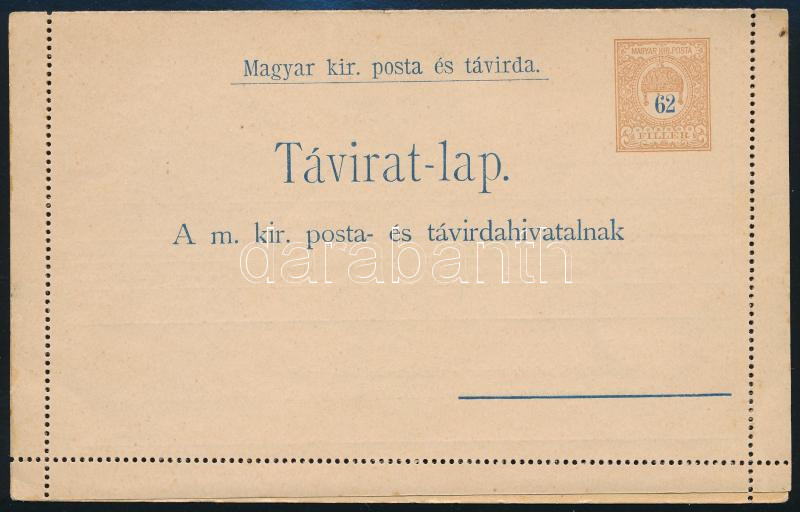 Magyar kir. posta és távirda.
MAGYAR KIR. POSTA
62
FILLÉR
Távirat-lap.
A m. kir. posta- és távirdahivatalnak
darabanth